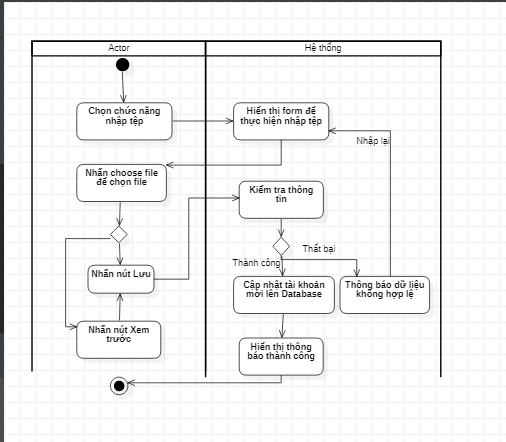 Actor
Hệ thống
Chọn chức năng
nhập tệp
Hiển thị form để
thực hiện nhập tệp
Nhập lại
Nhấn choose file
để chọn file
Kiểm tra thông
tin
Thất bại
Thành công
Nhấn nút Lưu
Cập nhật tài khoản
mới lên Database
Thông báo dữ liệu
không hợp lệ
Nhấn nút Xem
trước
Hiển thị thông
báo thành công